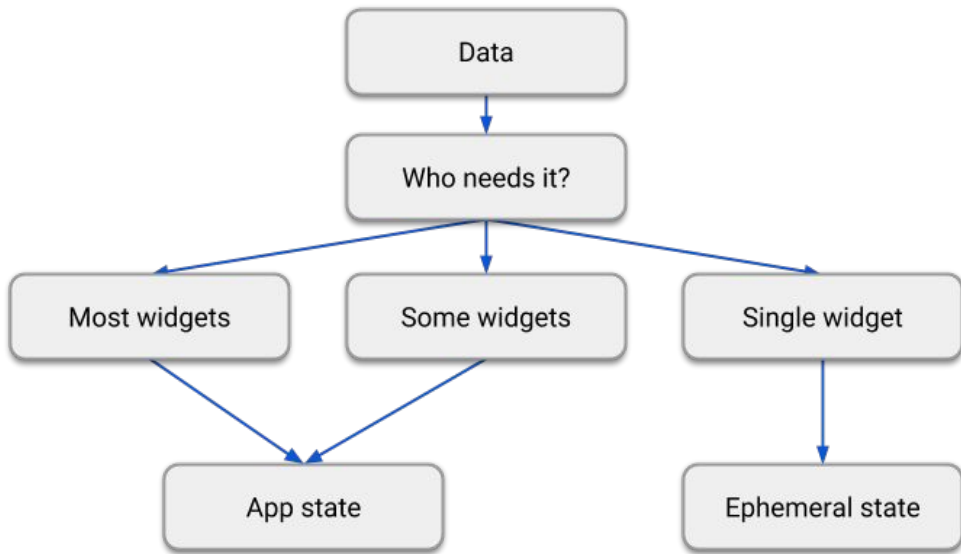 Data
Who needs it?
Most widgets
Some widgets
Single widget
App state
Ephemeral state